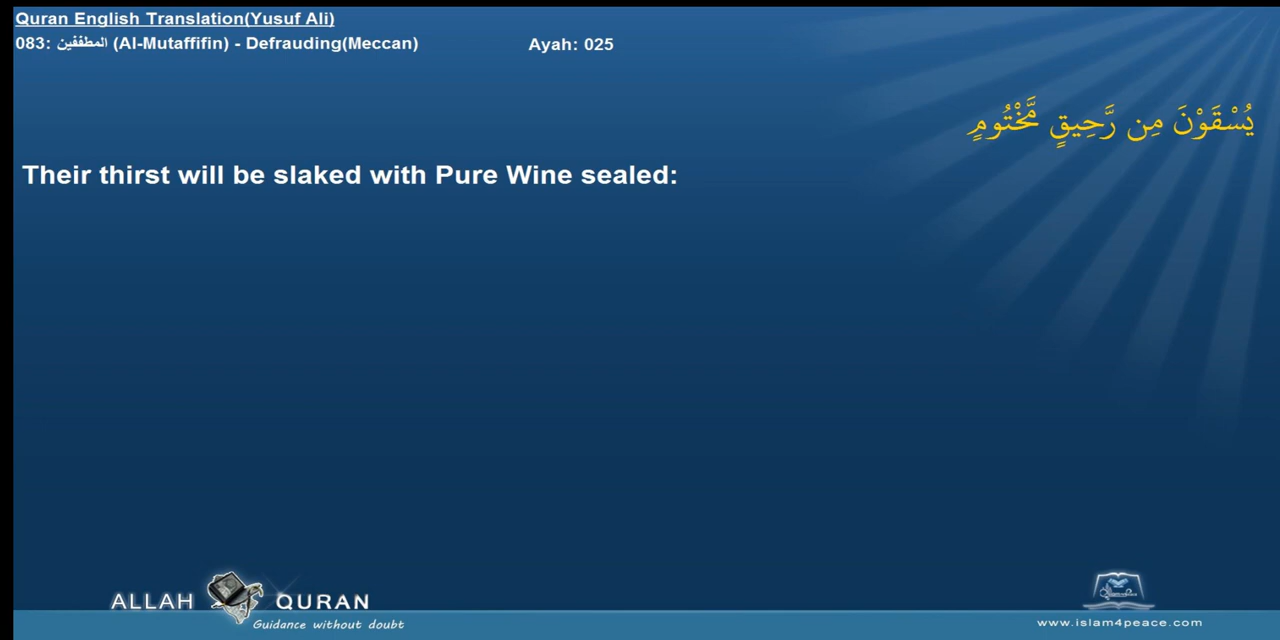 Quran English Translation(Yusuf Ali)
083: المطففين (Al-Mutaffifin) - Defrauding(Meccan) Ayah: 025
يُسْقَوْنَ مِن رَّحِيقٍ مَّخْتُومٍ
Their thirst will be slaked with Pure Wine sealed:
ALLAH QURAN
Guidance without doubt
www.islam4peace.com